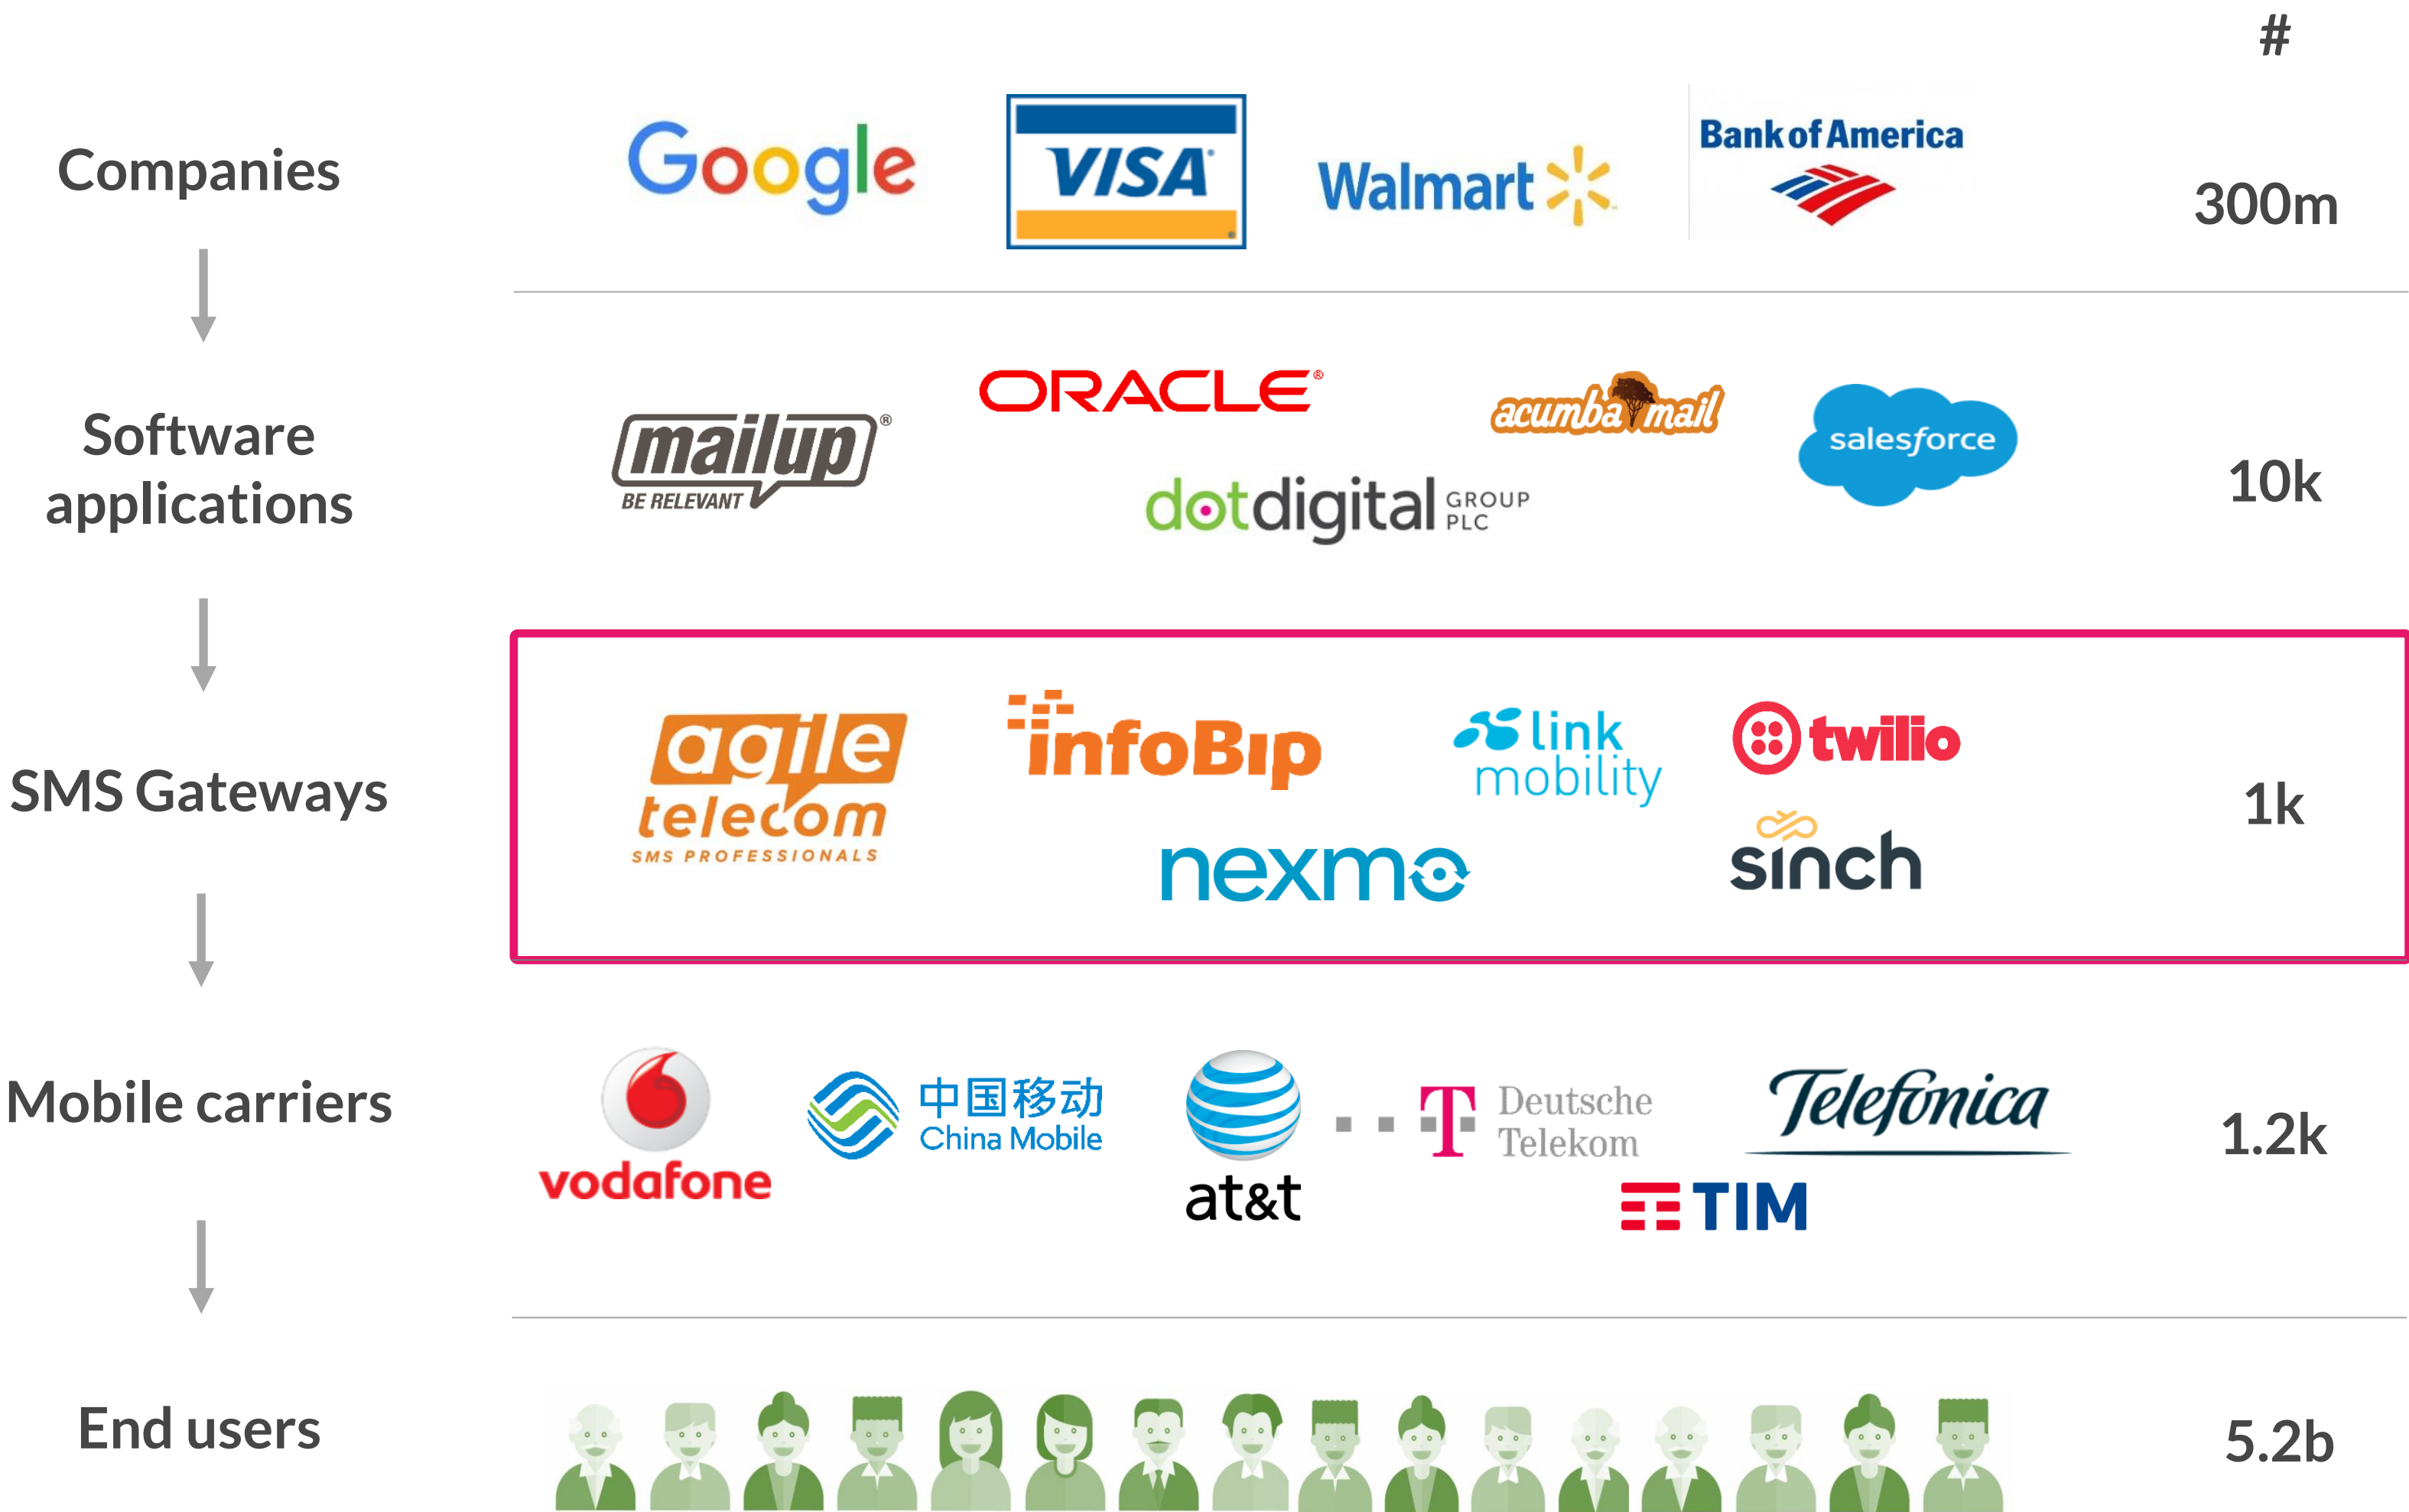 #
Companies
Google
VISA
Walmart
Bank of America
300m
Software
applications
mailup®
BE RELEVANT
ORACLE®
acumba mail
dotdigital GROUP PLC
salesforce
10k
SMS Gateways
agile
telecom
SMS PROFESSIONALS
infoBip
link
mobility
twilio
nexmo
sinch
1k
Mobile carriers
vodafone
中国移动
China Mobile
at&t
T Deutsche
Telekom
Telefónica
TIM
1.2k
End users
5.2b